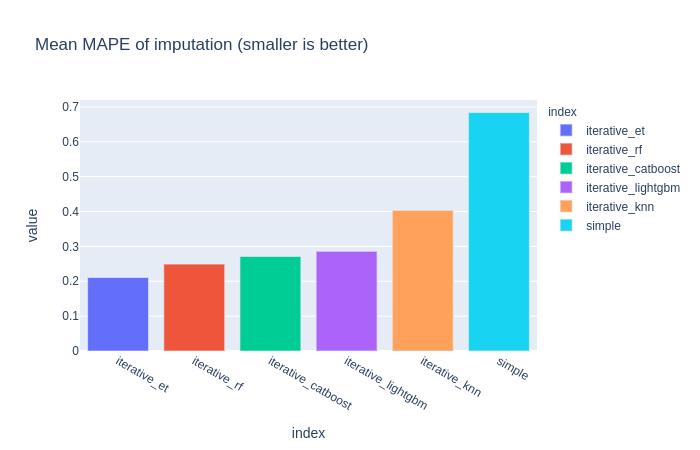 Mean MAPE of imputation (smaller is better)
value
0.7
0.6
0.5
0.4
0.3
0.2
0.1
0
iterative_et
iterative_rf
iterative_catboost
iterative_lightgbm
iterative_knn
simple
index
index
iterative_et
iterative_rf
iterative_catboost
iterative_lightgbm
iterative_knn
simple